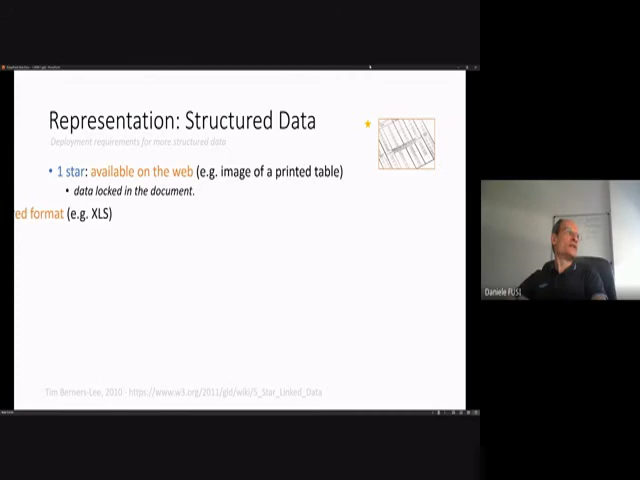 Representation: Structured Data
Deployment requirements for more structured data
• 1 star: available on the web (e.g. image of a printed table)
• data locked in the document.
red format (e.g. XLS)
Tim Berners-Lee, 2010 - https://www.w3.org/2011/gld/wiki/5_Star_Linked_Data
Daniele FUSI